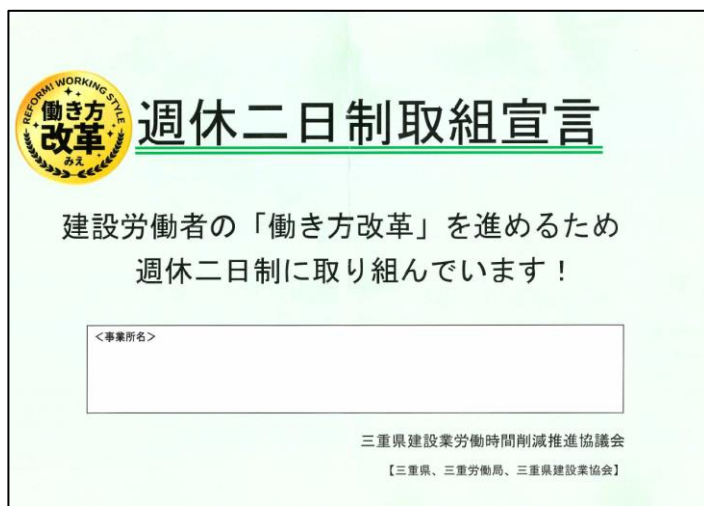 REFORM! WORKING STYLE
働き方
改革
みえ
週休二日制取組宣言
建設労働者の「働き方改革」を進めるため
週休二日制に取り組んでいます！
＜事業所名＞
三重県建設業労働時間削減推進協議会
【三重県、三重労働局、三重県建設業協会】